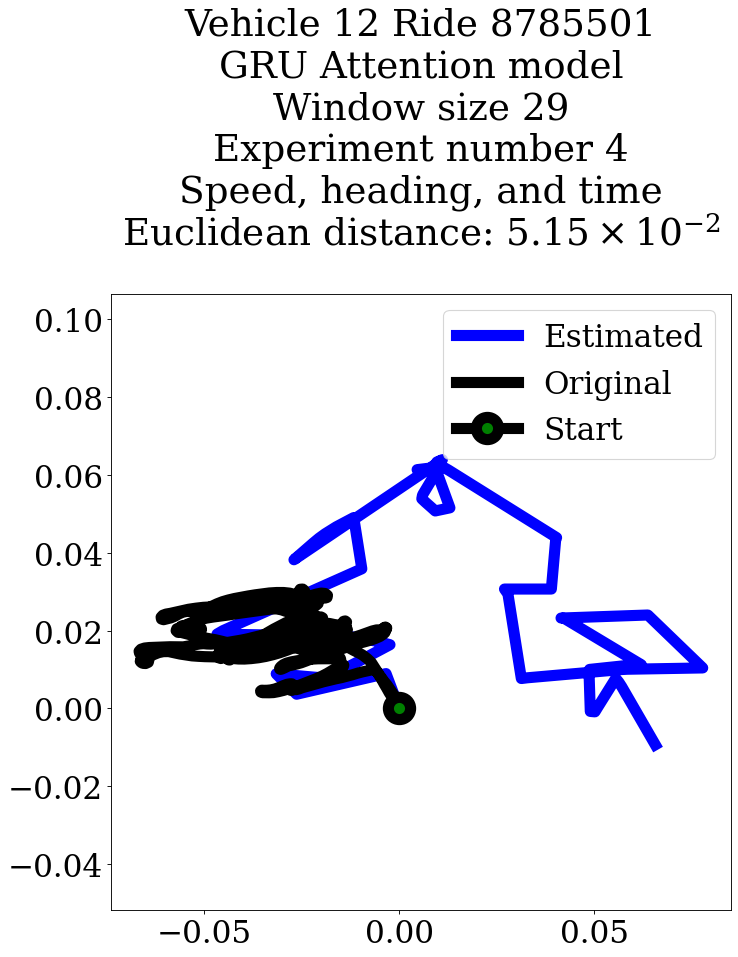 Vehicle 12 Ride 8785501
GRU Attention model
Window size 29
Experiment number 4
Speed, heading, and time
Euclidean distance: 5.15 × 10⁻²
Estimated
Original
Start
0.10
0.08
0.06
0.04
0.02
0.00
−0.02
−0.04
−0.05 0.00 0.05